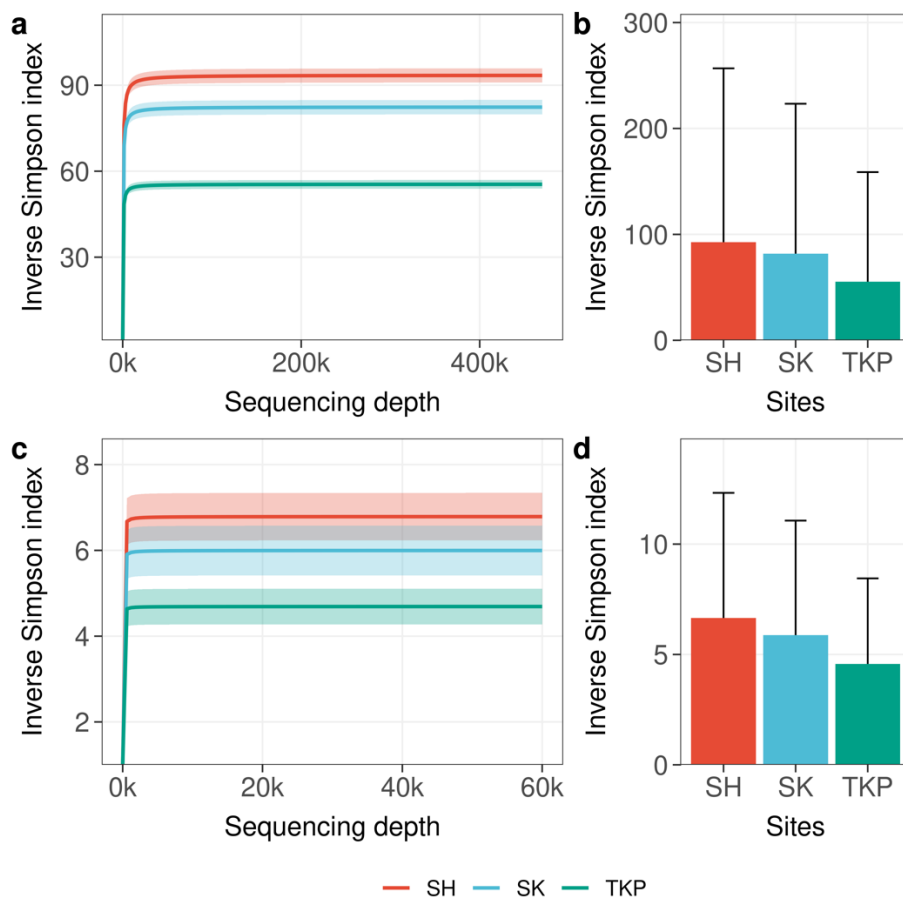 a
Inverse Simpson index
90
60
30
0k
200k
400k
Sequencing depth
b
Inverse Simpson index
300
200
100
0
SH
SK
TKP
Sites
c
Inverse Simpson index
8
6
4
2
0k
20k
40k
60k
Sequencing depth
d
Inverse Simpson index
10
5
0
SH
SK
TKP
Sites
SH
SK
TKP